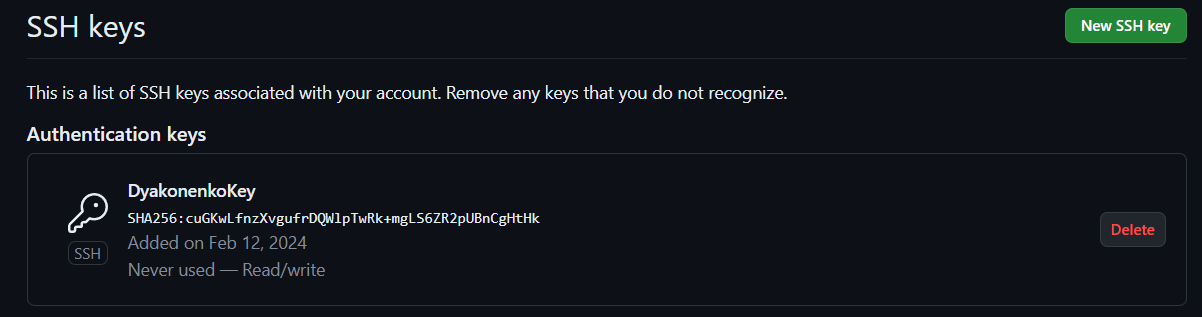 SSH keys
New SSH key
This is a list of SSH keys associated with your account. Remove any keys that you do not recognize.
Authentication keys
DyakonenkoKey
SHA256:cuGKwLfnzXvgufrDQWlpTwRk+mgLS6ZR2pUBnCgHtHk
Added on Feb 12, 2024
Never used — Read/write
SSH
Delete